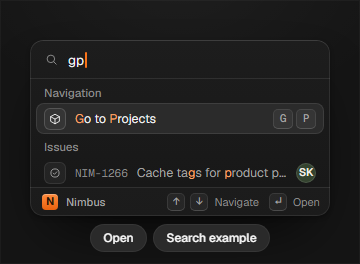 gp
Navigation
Go to Projects G P
Issues
NIM-1266 Cache tags for product p... SK
N Nimbus ↑ ↓ Navigate ↵ Open
Open Search example